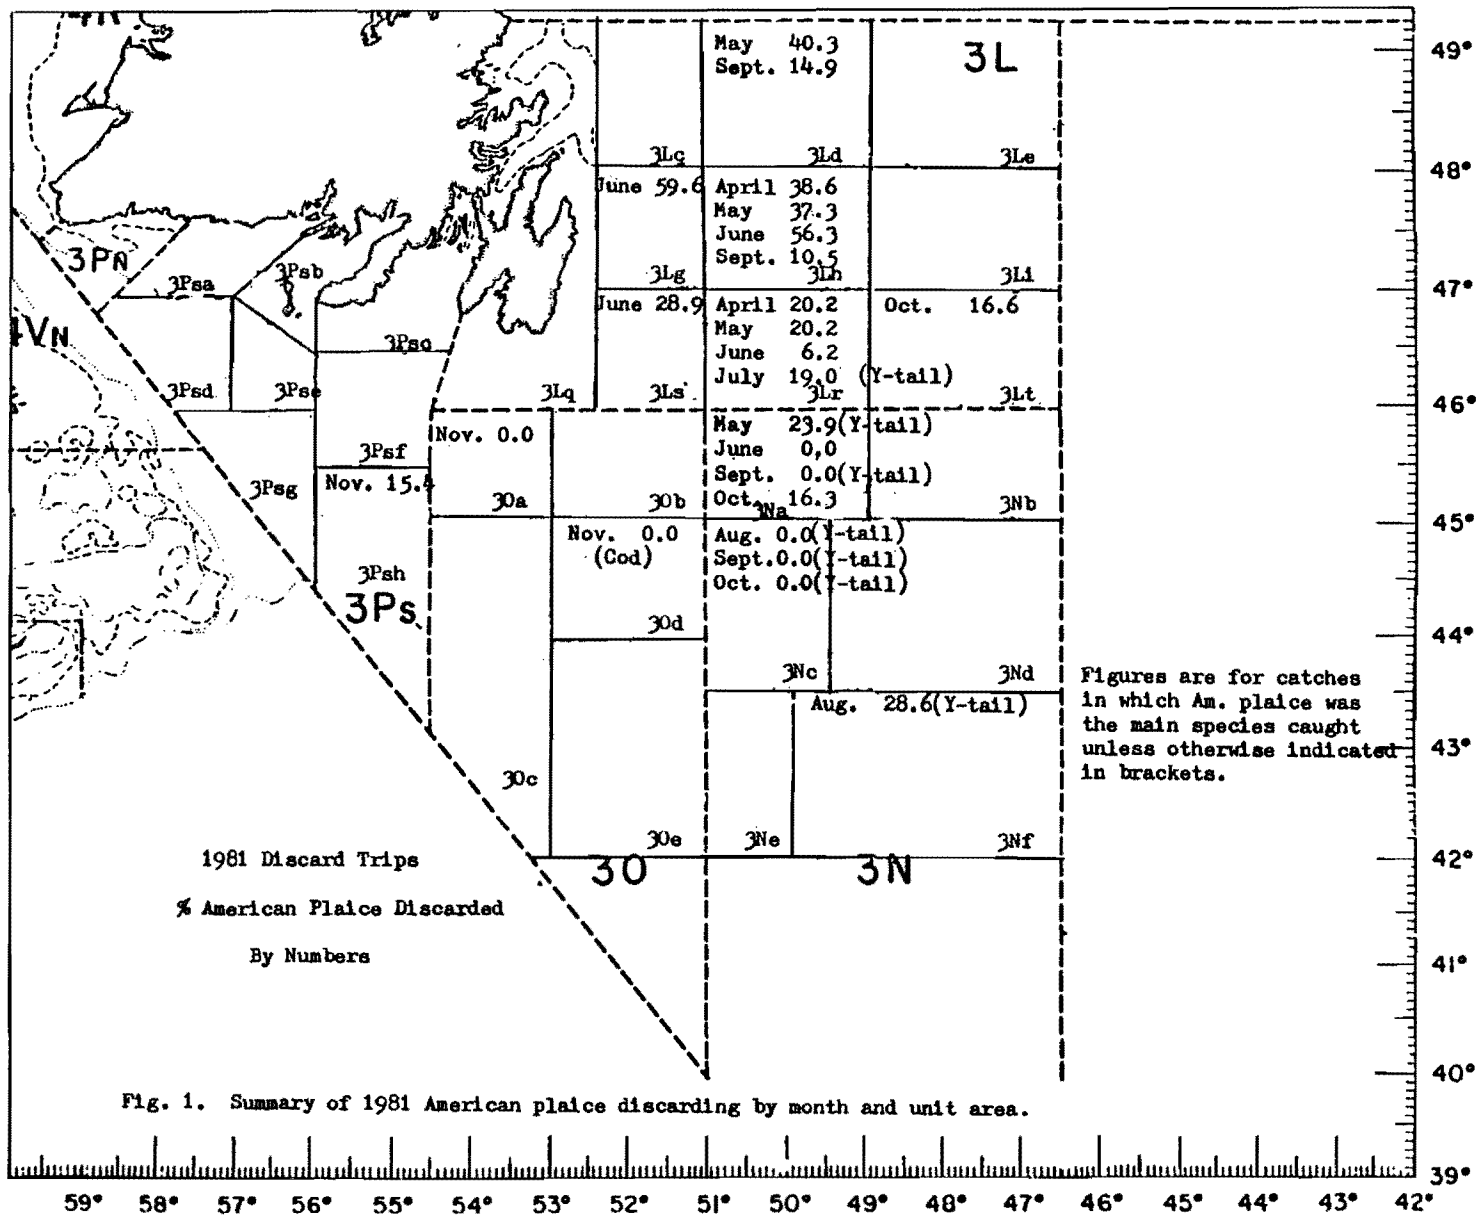 May 40.3
Sept. 14.9
3L
49°
3Lc
3Ld
3Le
48°
June 59.6
April 38.6
May 37.3
June 56.3
Sept. 10.5
3Pn
3Psa
3Psb
3Lg
3Lh
3Li
47°
June 28.9
April 20.2
May 20.2
June 6.2
July 19.0 (Y-tail)
Oct. 16.6
4Vn
3Psc
3Psd
3Pse
3Lq
3Ls
3Lr
3Lt
46°
Nov. 0.0
May 23.9(Y-tail)
June 0,0
Sept. 0.0(Y-tail)
Oct. 16.3
3Psf
Nov. 15.4
3Psg
3Oa
3Ob
3Na
3Nb
45°
Nov. 0.0
(Cod)
Aug. 0.0(Y-tail)
Sept.0.0(Y-tail)
Oct. 0.0(Y-tail)
3Psh
3Ps
3Od
44°
3Nc
3Nd
Aug. 28.6(Y-tail)
Figures are for catches
in which Am. plaice was
the main species caught
unless otherwise indicated
in brackets.
43°
3Oc
3Oe
3Ne
3Nf
42°
3O
3N
1981 Discard Trips
% American Plaice Discarded
By Numbers
41°
40°
Fig. 1. Summary of 1981 American plaice discarding by month and unit area.
39°
59° 58° 57° 56° 55° 54° 53° 52° 51° 50° 49° 48° 47° 46° 45° 44° 43° 42°